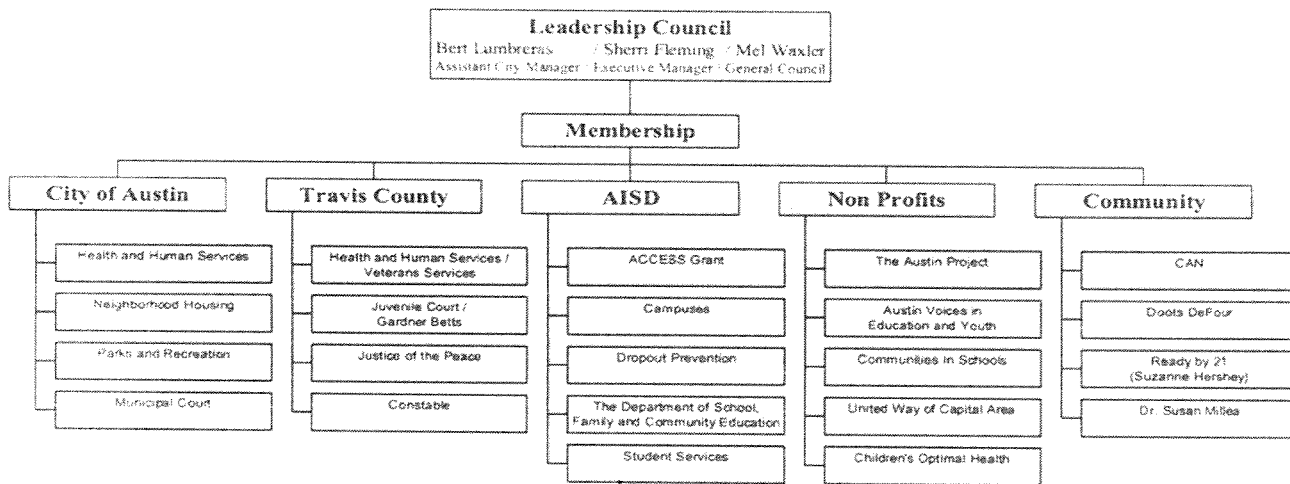 Leadership Council
Bert Lumbreras / Sherri Fleming / Mel Waxler
Assistant City Manager / Executive Manager / General Council
Membership
City of Austin
Health and Human Services
Neighborhood Housing
Parks and Recreation
Municipal Court
Travis County
Health and Human Services /
Veterans Services
Juvenile Court /
Gardner Betts
Justice of the Peace
Constable
AISD
ACCESS Grant
Campuses
Dropout Prevention
The Department of School,
Family and Community Education
Student Services
Non Profits
The Austin Project
Austin Voices in
Education and Youth
Communities in Schools
United Way of Capital Area
Children's Optimal Health
Community
CAN
Doots DeFour
Ready by 21
(Suzanne Hershey)
Dr. Susan Millea